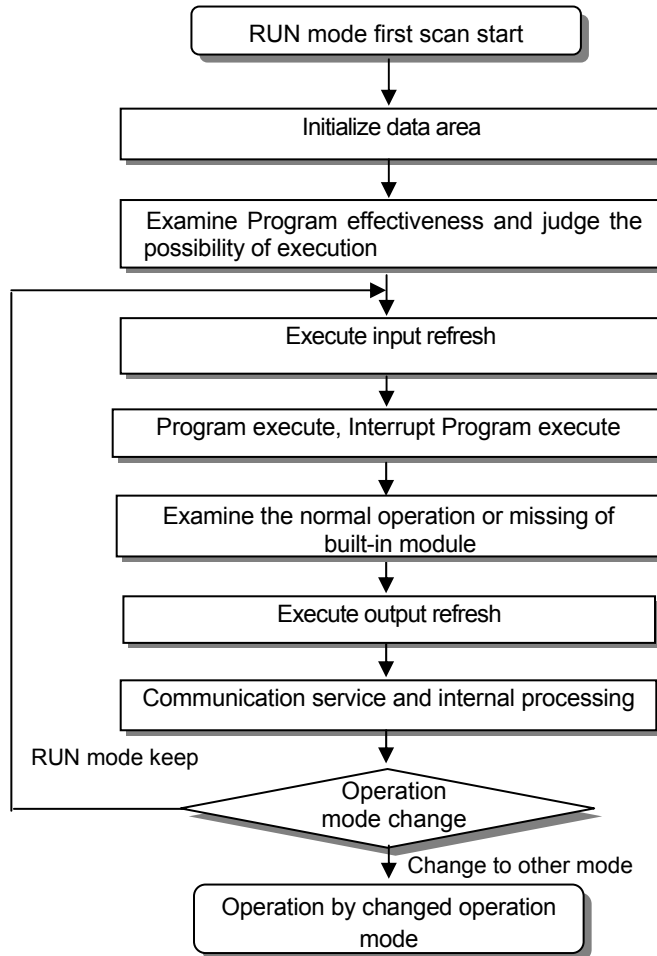 RUN mode first scan start
Initialize data area
Examine Program effectiveness and judge the
possibility of execution
Execute input refresh
Program execute, Interrupt Program execute
Examine the normal operation or missing of
built-in module
Execute output refresh
Communication service and internal processing
RUN mode keep
Operation
mode change
Change to other mode
Operation by changed operation
mode